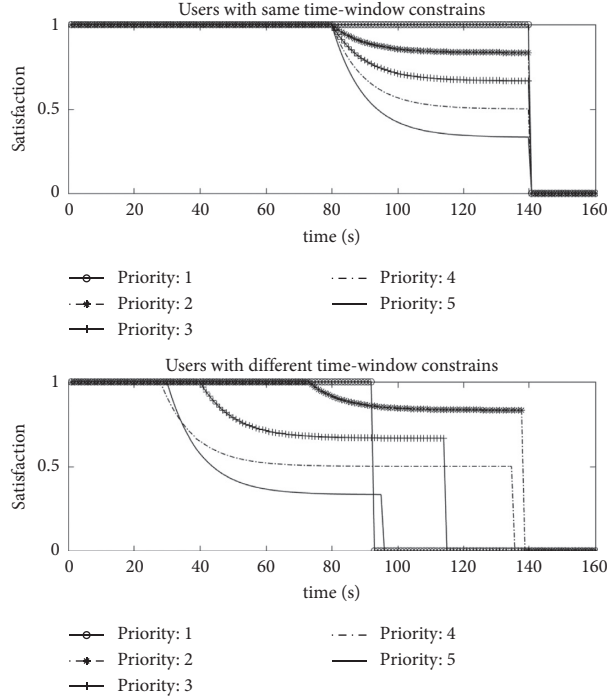 Users with same time-window constrains
1
0.5
0
Satisfaction
0 20 40 60 80 100 120 140 160
time (s)
Priority: 1
Priority: 2
Priority: 3
Priority: 4
Priority: 5
Users with different time-window constrains
1
0.5
0
Satisfaction
0 20 40 60 80 100 120 140 160
time (s)
Priority: 1
Priority: 2
Priority: 3
Priority: 4
Priority: 5